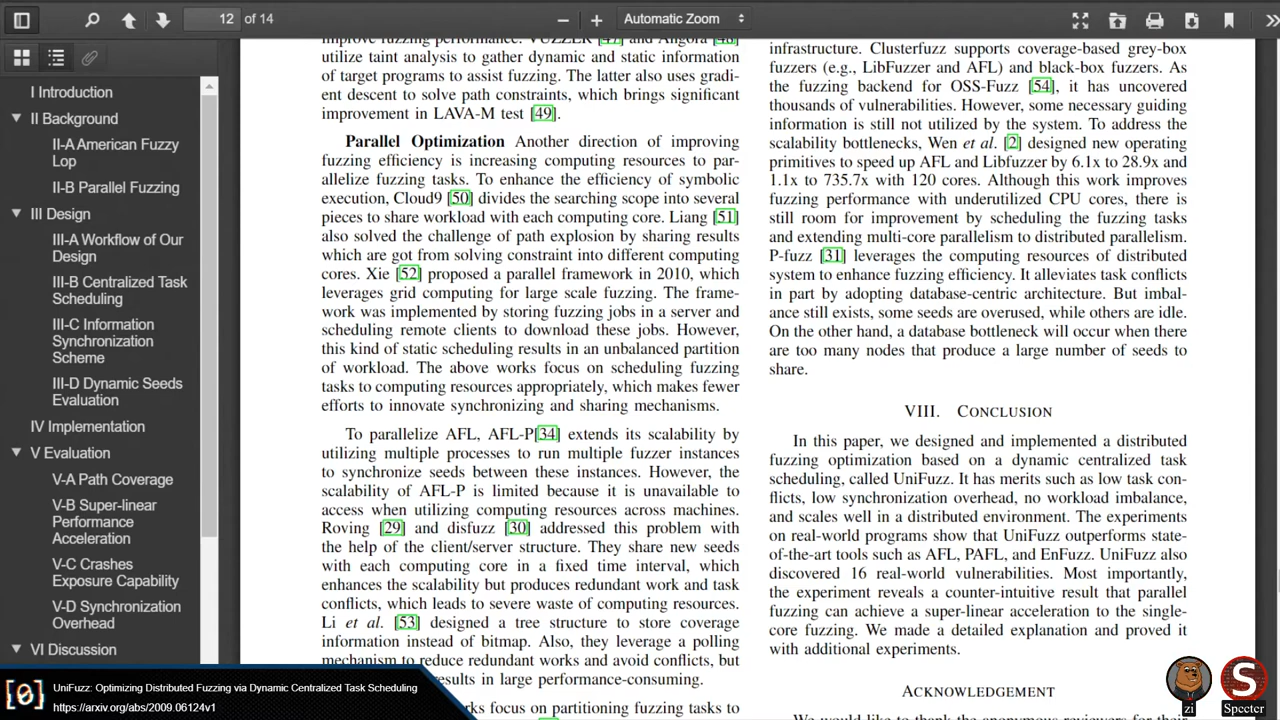 12 of 14
Automatic Zoom
I Introduction
II Background
II-A American Fuzzy
Lop
II-B Parallel Fuzzing
III Design
III-A Workflow of Our
Design
III-B Centralized Task
Scheduling
III-C Information
Synchronization
Scheme
III-D Dynamic Seeds
Evaluation
IV Implementation
V Evaluation
V-A Path Coverage
V-B Super-linear
Performance
Acceleration
V-C Crashes
Exposure Capability
V-D Synchronization
Overhead
VI Discussion
improve fuzzing performance. VUZZER [47] and Angora [48]
utilize taint analysis to gather dynamic and static information
of target programs to assist fuzzing. The latter also uses gradi-
ent descent to solve path constraints, which brings significant
improvement in LAVA-M test [49].
Parallel Optimization Another direction of improving
fuzzing efficiency is increasing computing resources to par-
allelize fuzzing tasks. To enhance the efficiency of symbolic
execution, Cloud9 [50] divides the searching scope into several
pieces to share workload with each computing core. Liang [51]
also solved the challenge of path explosion by sharing results
which are got from solving constraint into different computing
cores. Xie [52] proposed a parallel framework in 2010, which
leverages grid computing for large scale fuzzing. The frame-
work was implemented by storing fuzzing jobs in a server and
scheduling remote clients to download these jobs. However,
this kind of static scheduling results in an unbalanced partition
of workload. The above works focus on scheduling fuzzing
tasks to computing resources appropriately, which makes fewer
efforts to innovate synchronizing and sharing mechanisms.
To parallelize AFL, AFL-P[34] extends its scalability by
utilizing multiple processes to run multiple fuzzer instances
to synchronize seeds between these instances. However, the
scalability of AFL-P is limited because it is unavailable to
access when utilizing computing resources across machines.
Roving [29] and disfuzz [30] addressed this problem with
the help of the client/server structure. They share new seeds
with each computing core in a fixed time interval, which
enhances the scalability but produces redundant work and task
conflicts, which leads to severe waste of computing resources.
Li et al. [53] designed a tree structure to store coverage
information instead of bitmap. Also, they leverage a polling
mechanism to reduce redundant works and avoid conflicts, but
results in large performance-consuming.
focus on partitioning fuzzing tasks to
infrastructure. Clusterfuzz supports coverage-based grey-box
fuzzers (e.g., LibFuzzer and AFL) and black-box fuzzers. As
the fuzzing backend for OSS-Fuzz [54], it has uncovered
thousands of vulnerabilities. However, some necessary guiding
information is still not utilized by the system. To address the
scalability bottlenecks, Wen et al. [2] designed new operating
primitives to speed up AFL and Libfuzzer by 6.1x to 28.9x and
1.1x to 735.7x with 120 cores. Although this work improves
fuzzing performance with underutilized CPU cores, there is
still room for improvement by scheduling the fuzzing tasks
and extending multi-core parallelism to distributed parallelism.
P-fuzz [31] leverages the computing resources of distributed
system to enhance fuzzing efficiency. It alleviates task conflicts
in part by adopting database-centric architecture. But imbal-
ance still exists, some seeds are overused, while others are idle.
On the other hand, a database bottleneck will occur when there
are too many nodes that produce a large number of seeds to
share.
VIII. CONCLUSION
In this paper, we designed and implemented a distributed
fuzzing optimization based on a dynamic centralized task
scheduling, called UniFuzz. It has merits such as low task con-
flicts, low synchronization overhead, no workload imbalance,
and scales well in a distributed environment. The experiments
on real-world programs show that UniFuzz outperforms state-
of-the-art tools such as AFL, PAFL, and EnFuzz. UniFuzz also
discovered 16 real-world vulnerabilities. Most importantly,
the experiment reveals a counter-intuitive result that parallel
fuzzing can achieve a super-linear acceleration to the single-
core fuzzing. We made a detailed explanation and proved it
with additional experiments.
ACKNOWLEDGEMENT
We would like to thank the anonymous reviewers for their
UniFuzz: Optimizing Distributed Fuzzing via Dynamic Centralized Task Scheduling
https://arxiv.org/abs/2009.06124v1
zi
Specter